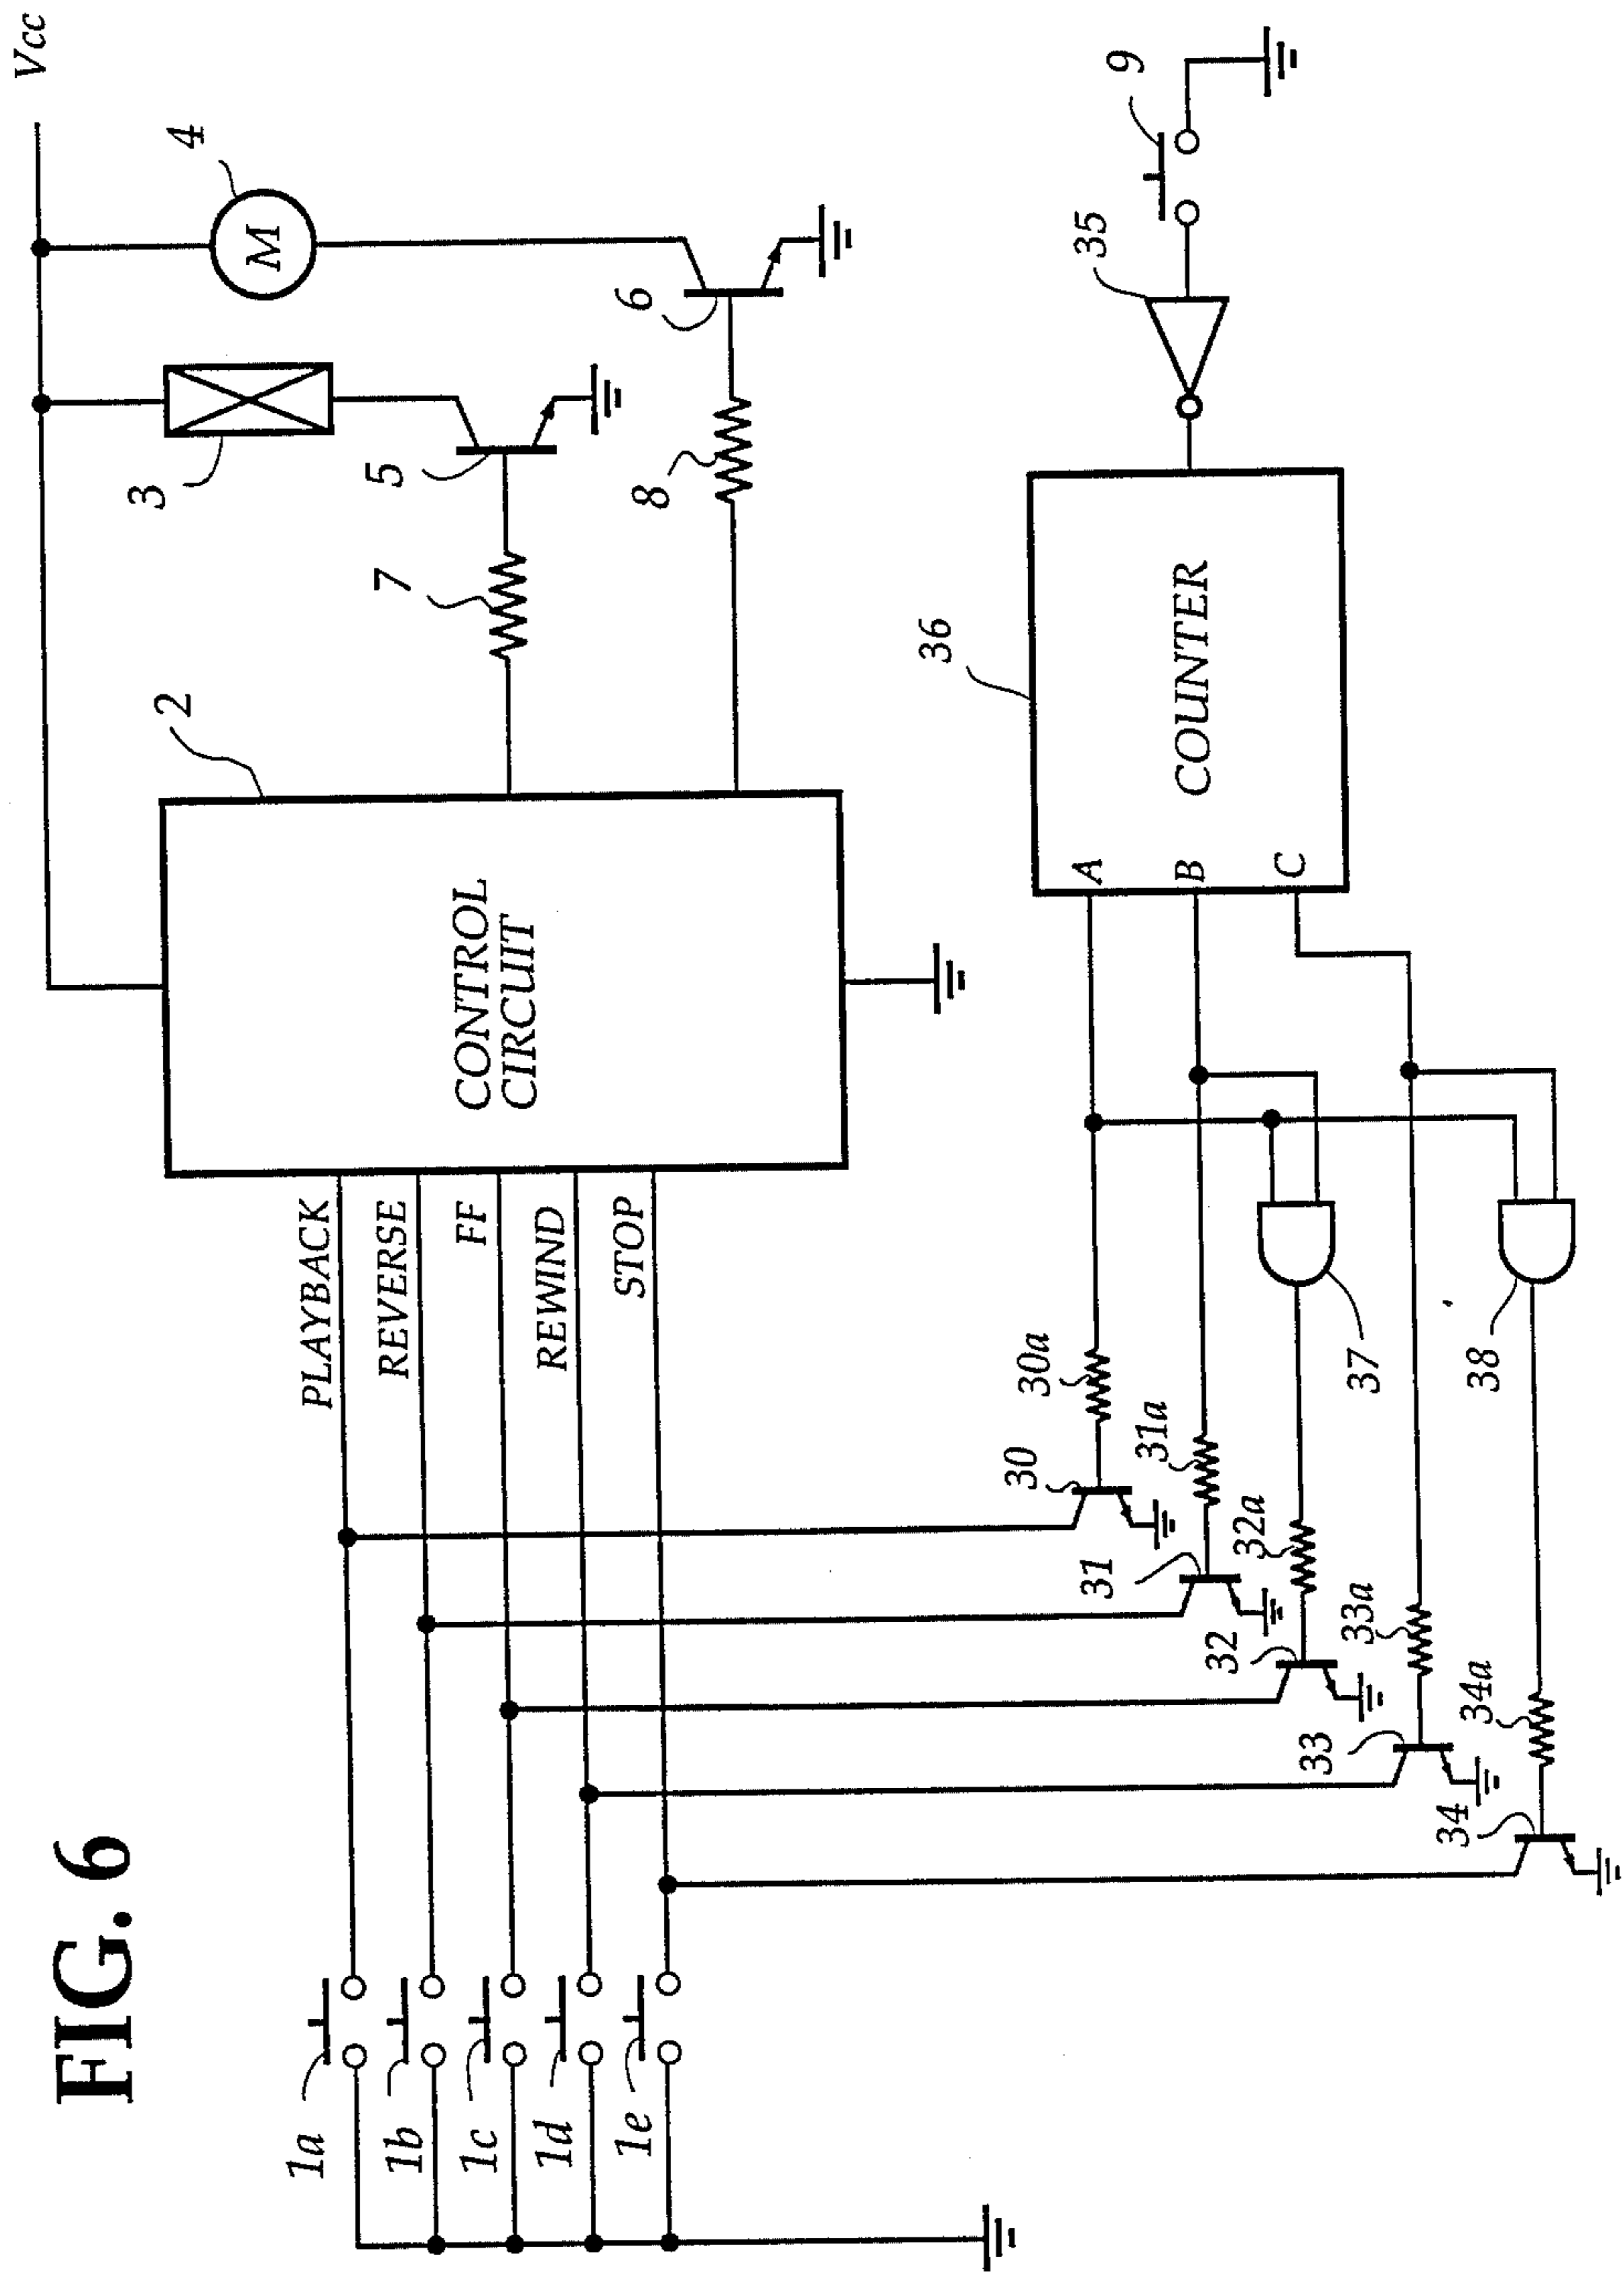 FIG. 6
Vcc
4
M
3
5
6
7
8
2
CONTROL
CIRCUIT
PLAYBACK
REVERSE
FF
REWIND
STOP
1a
1b
1c
1d
1e
9
35
36
COUNTER
A
B
C
30a
30
31a
31
32a
32
33a
33
34a
34
37
38